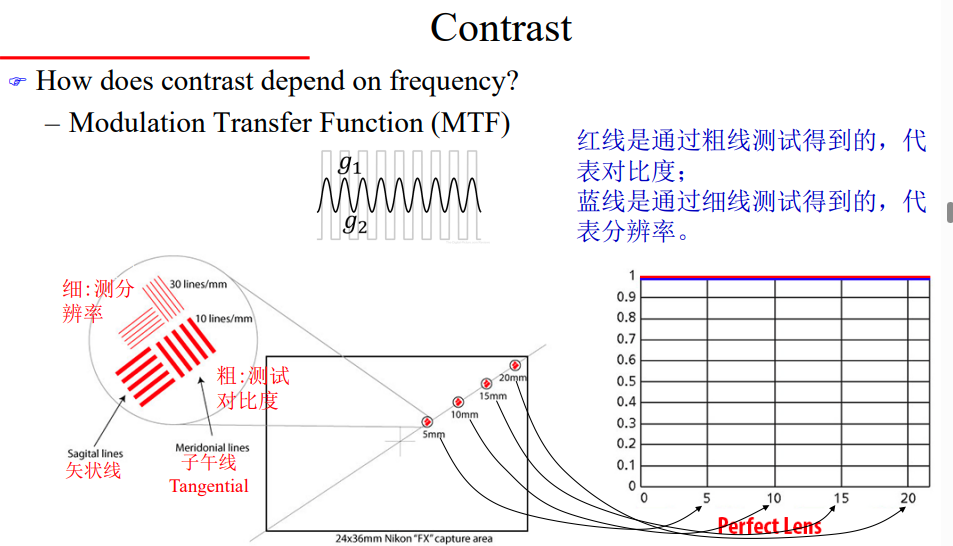 Contrast
☞ How does contrast depend on frequency?
– Modulation Transfer Function (MTF)
g₁
g₂
红线是通过粗线测试得到的，代
表对比度；
蓝线是通过细线测试得到的，代
表分辨率。
细:测分
辨率
30 lines/mm
10 lines/mm
粗:测试
对比度
Sagital lines
矢状线
Meridonial lines
子午线
Tangential
20mm
15mm
10mm
5mm
24x36mm Nikon "FX" capture area
1
0.9
0.8
0.7
0.6
0.5
0.4
0.3
0.2
0.1
0
0 5 10 15 20
Perfect Lens